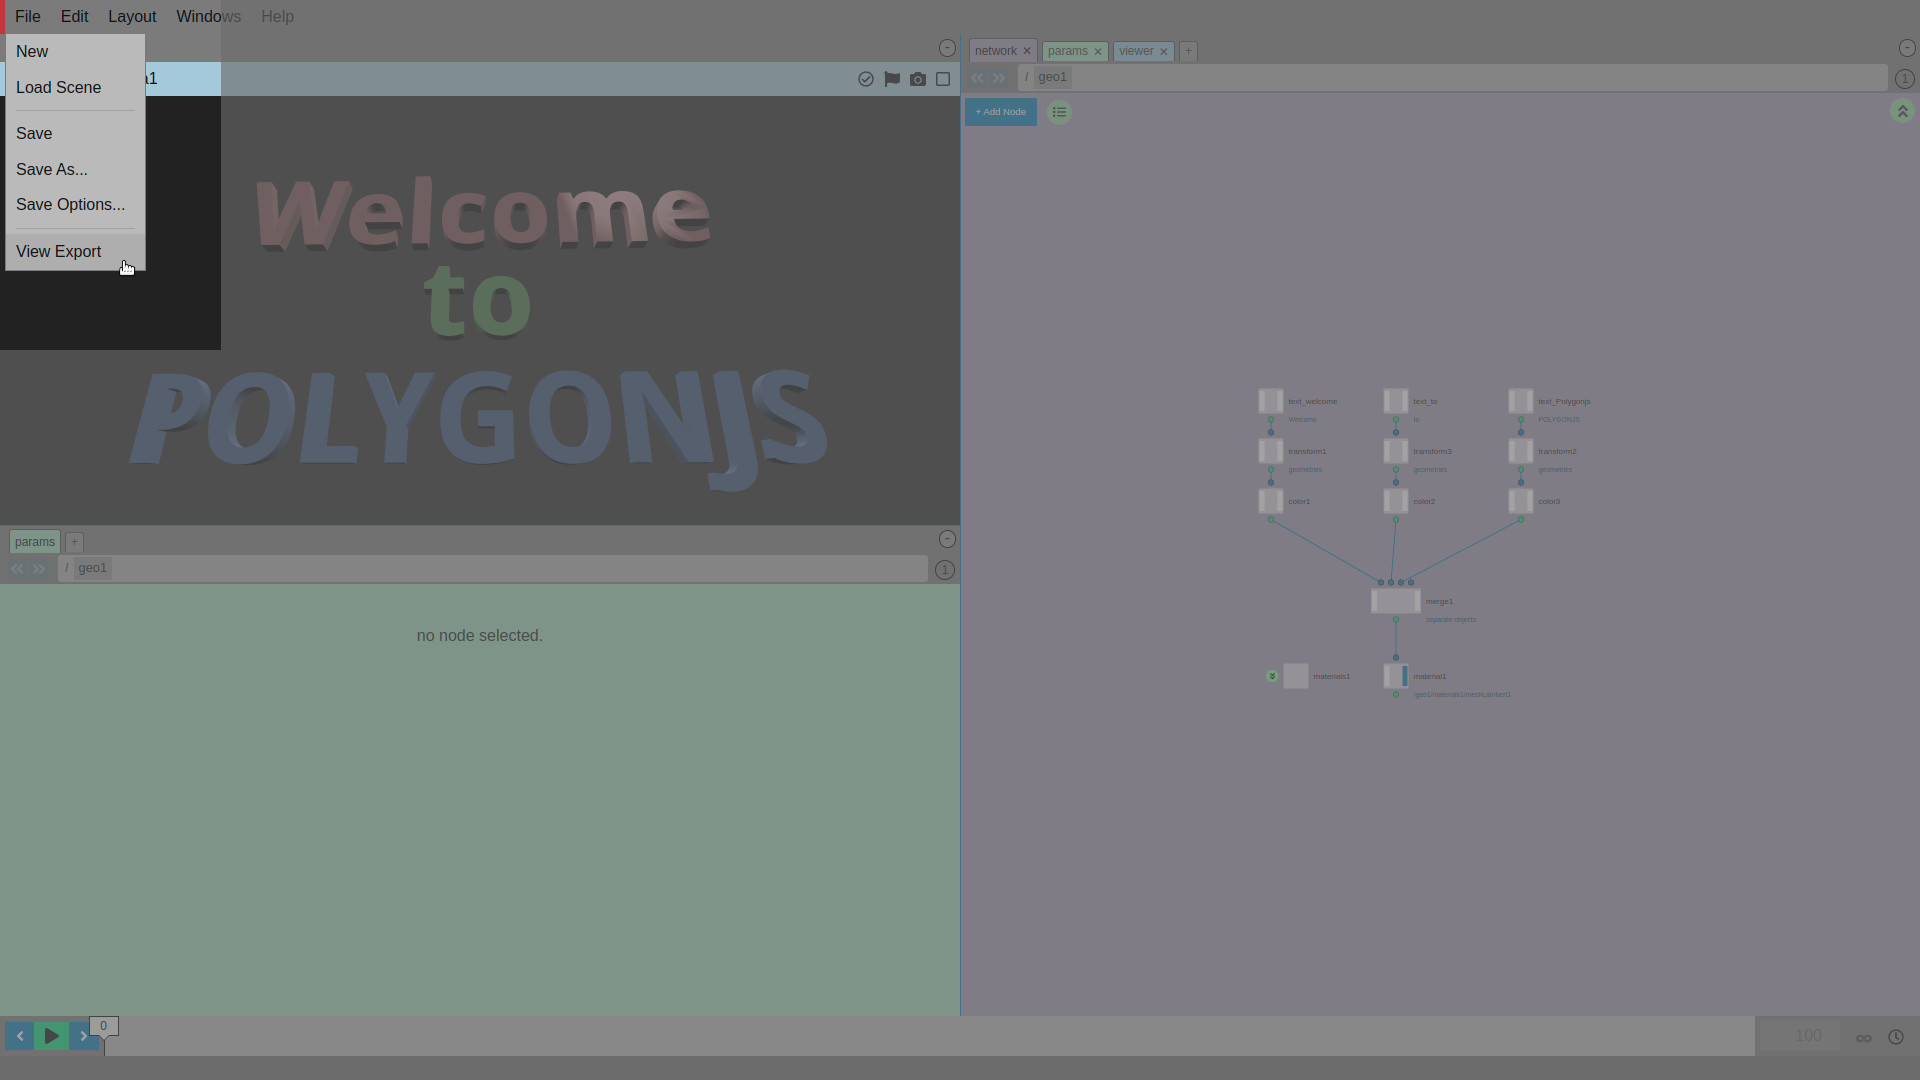 File Edit Layout Windows Help
New
Load Scene
Save
Save As...
Save Options...
View Export
a1
Welcome
to
POLYGONJS
params +
/ geo1 1
no node selected.
network × params × viewer × +
/ geo1 1
+ Add Node
text_welcome text_to text_Polygonjs
Welcome to POLYGONJS
transform1 transform3 transform2
geometries geometries geometries
color1 color2 color3
merge1
separate objects
materials1 material1
/geo1/materials1/meshLambert1
0
100